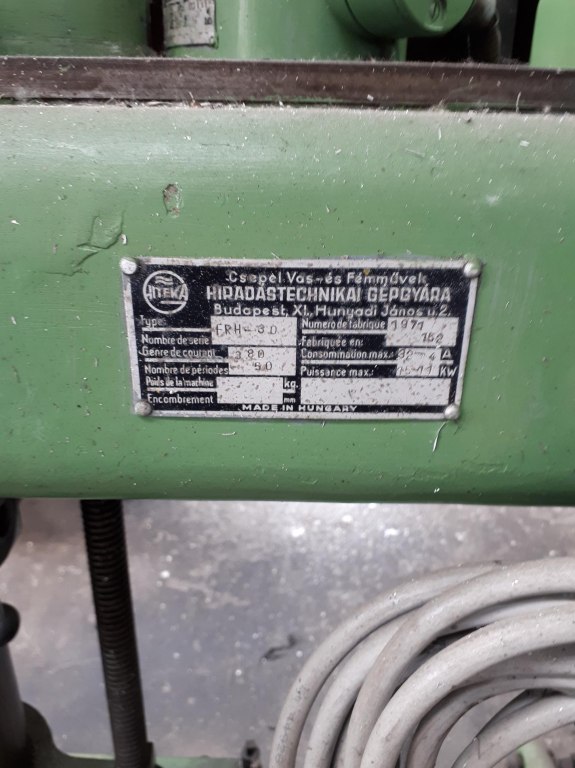 HITEKA
Csepel Vas-és Fémművek
HIRADÁSTECHNIKAI GÉPGYÁRA
Budapest, XI., Hunyadi János u. 2.
Type: ERH-30 Numero de fabrique 1971
Nombre de serie Fabriquée en: 152
Genre de courant 380 Consommation max. A
Nombre de périodes 50 Puissance max.: KW
Poids de la machine kg.
Encombrement mm
MADE IN HUNGARY